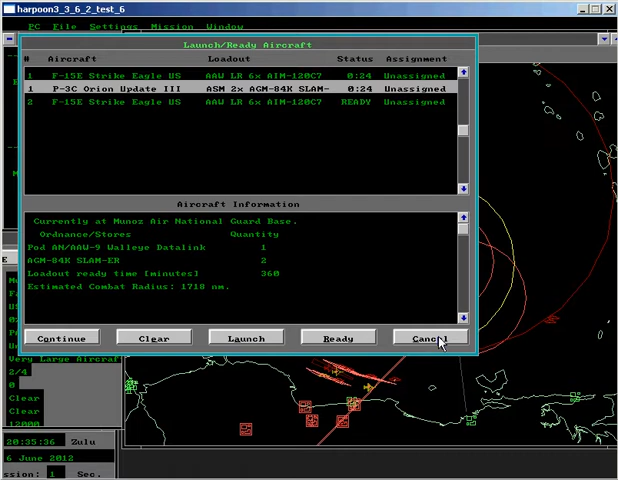 harpoon3_3_6_2_test_6
PC File Settings Mission Window
Launch/Ready Aircraft
# Aircraft Loadout Status Assignment
1 F-15E Strike Eagle US AAW LR 6x AIM-120C7 0:24 Unassigned
1 P-3C Orion Update III ASM 2x AGM-84K SLAM- 0:24 Unassigned
2 F-15E Strike Eagle US AAW LR 6x AIM-120C7 READY Unassigned
Aircraft Information
Currently at Munoz Air National Guard Base.
Ordnance/Stores Quantity
Pod AN/AAW-9 Walleye Datalink 1
AGM-84K SLAM-ER 2
Loadout ready time [minutes] 360
Estimated Combat Radius: 1718 nm.
Continue Clear Launch Ready Cancel
Very Large Aircraft
2/4
0
Clear
Clear
12000
20:35:36 Zulu
6 June 2012
ssion: 1 Sec.